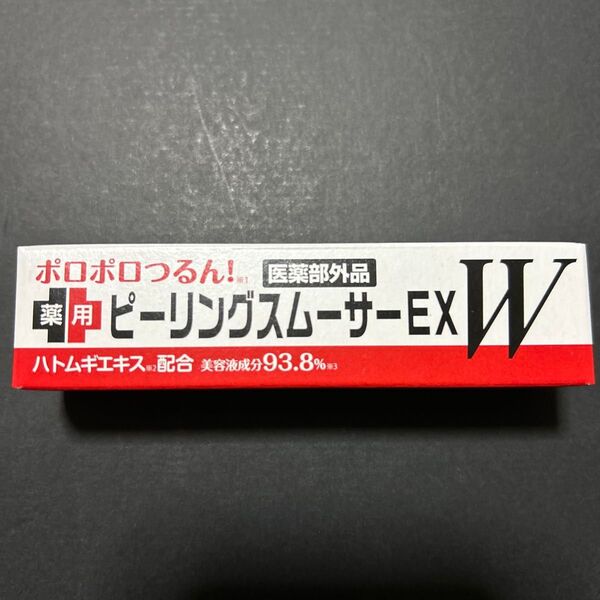 ポロポロつるん!※1 医薬部外品
薬用 ピーリングスムーサーEX W
ハトムギエキス※2配合 美容液成分93.8%※3